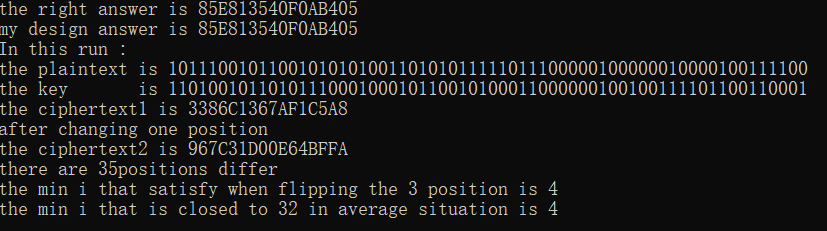 the right answer is 85E813540F0AB405
my design answer is 85E813540F0AB405
In this run :
the plaintext is 1011100101100101010100110101011111011100000100000010000100111100
the key      is 1101001011010111000100010110010100011000000100100111101100110001
the ciphertext1 is 3386C1367AF1C5A8
after changing one position
the ciphertext2 is 967C31D00E64BFFA
there are 35positions differ
the min i that satisfy when flipping the 3 position is 4
the min i that is closed to 32 in average situation is 4